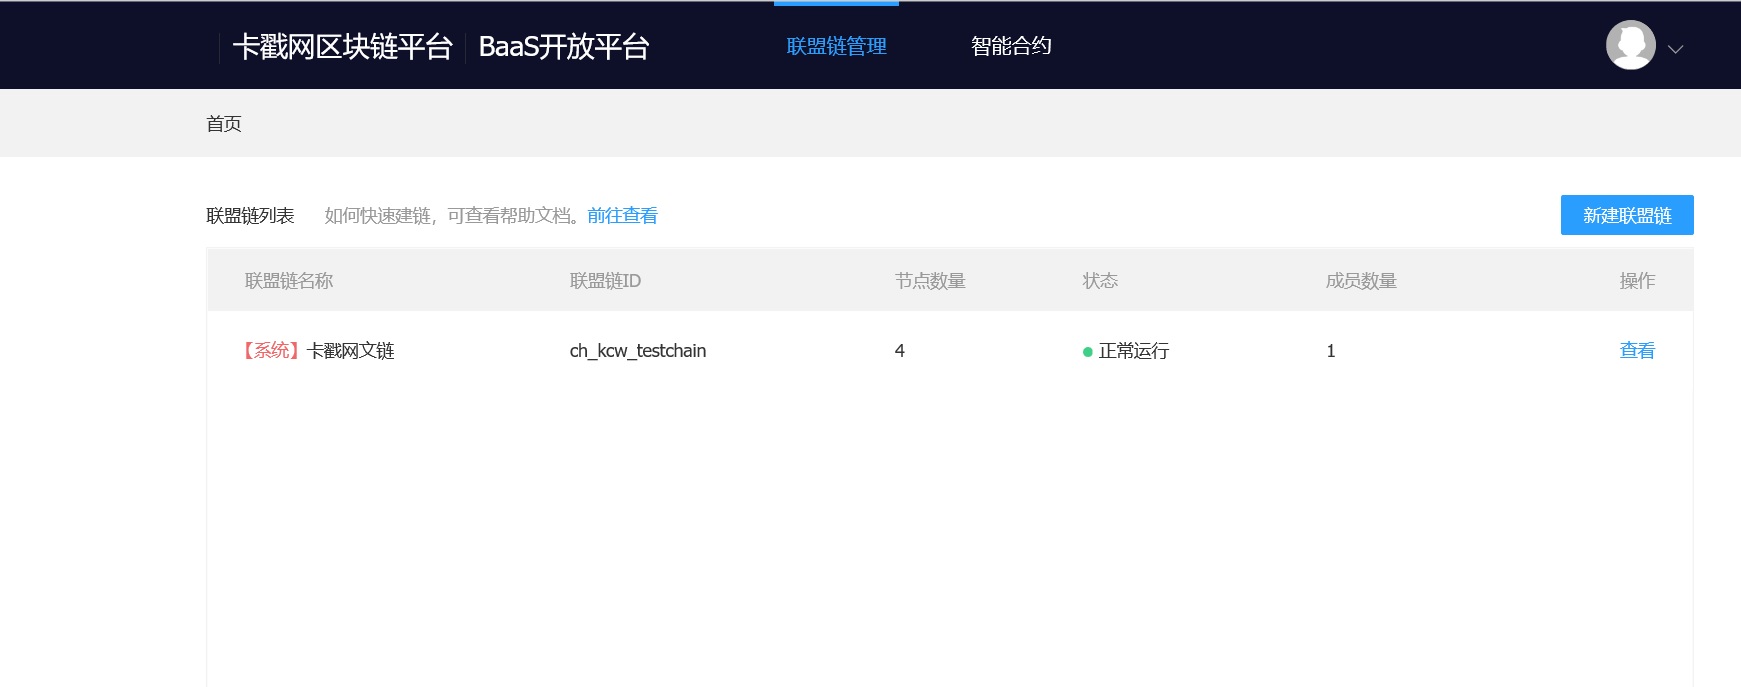 卡戳网区块链平台 BaaS开放平台 联盟链管理 智能合约
首页
联盟链列表 如何快速建链，可查看帮助文档。前往查看 新建联盟链
联盟链名称 联盟链ID 节点数量 状态 成员数量 操作
【系统】卡戳网文链 ch_kcw_testchain 4 正常运行 1 查看